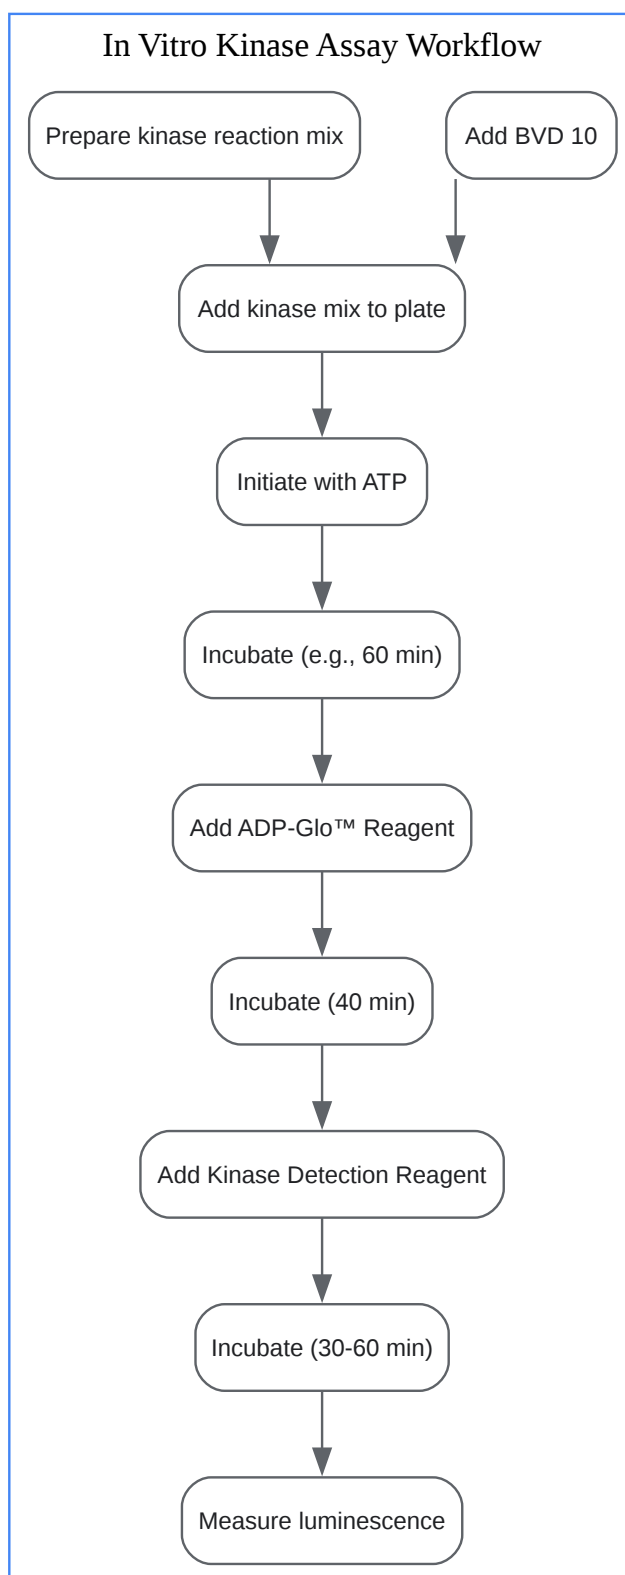 In Vitro Kinase Assay Workflow
Prepare kinase reaction mix
Add BVD 10
Add kinase mix to plate
Initiate with ATP
Incubate (e.g., 60 min)
Add ADP-Glo™ Reagent
Incubate (40 min)
Add Kinase Detection Reagent
Incubate (30-60 min)
Measure luminescence